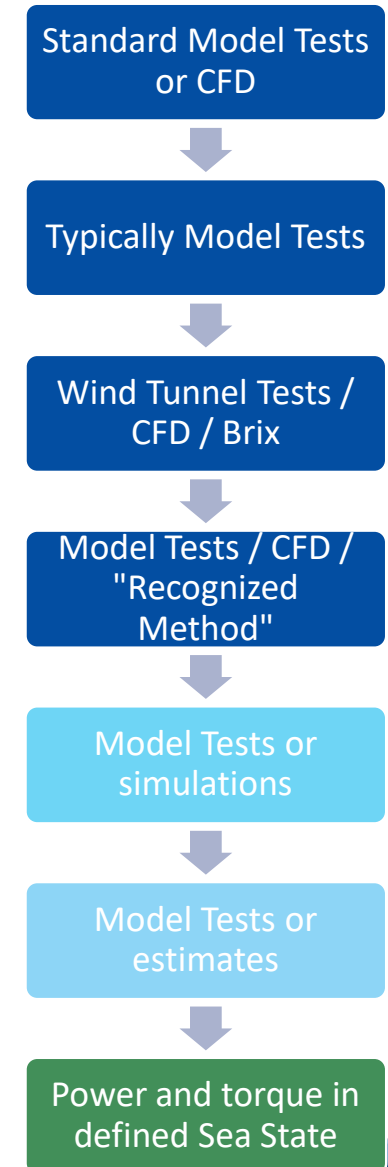 Standard Model Tests
or CFD
Typically Model Tests
Wind Tunnel Tests /
CFD / Brix
Model Tests / CFD /
"Recognized
Method"
Model Tests or
simulations
Model Tests or
estimates
Power and torque in
defined Sea State